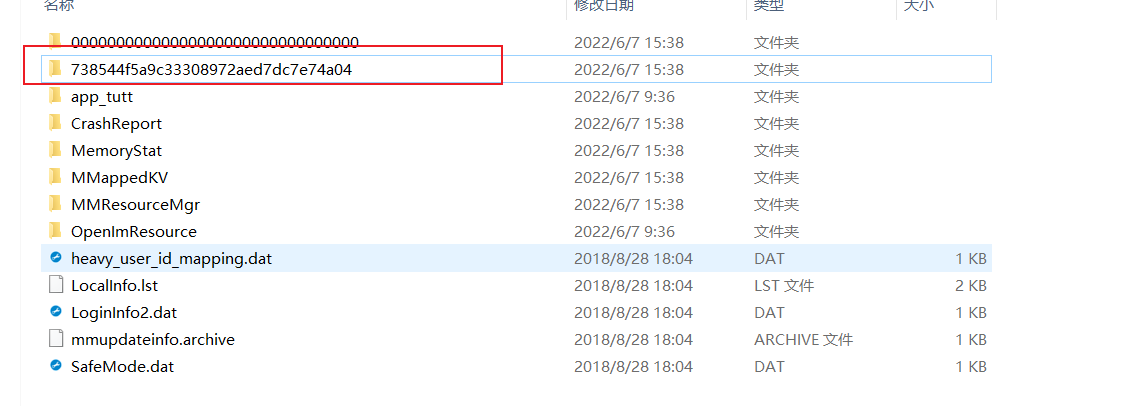 名称 修改日期 类型 大小
00000000000000000000000000000000 2022/6/7 15:38 文件夹
738544f5a9c33308972aed7dc7e74a04 2022/6/7 15:38 文件夹
app_tutt 2022/6/7 9:36 文件夹
CrashReport 2022/6/7 15:38 文件夹
MemoryStat 2022/6/7 15:38 文件夹
MMappedKV 2022/6/7 15:38 文件夹
MMResourceMgr 2022/6/7 15:38 文件夹
OpenImResource 2022/6/7 9:36 文件夹
heavy_user_id_mapping.dat 2018/8/28 18:04 DAT 1 KB
LocalInfo.lst 2018/8/28 18:04 LST 文件 2 KB
LoginInfo2.dat 2018/8/28 18:04 DAT 1 KB
mmupdateinfo.archive 2018/8/28 18:04 ARCHIVE 文件 1 KB
SafeMode.dat 2018/8/28 18:04 DAT 1 KB